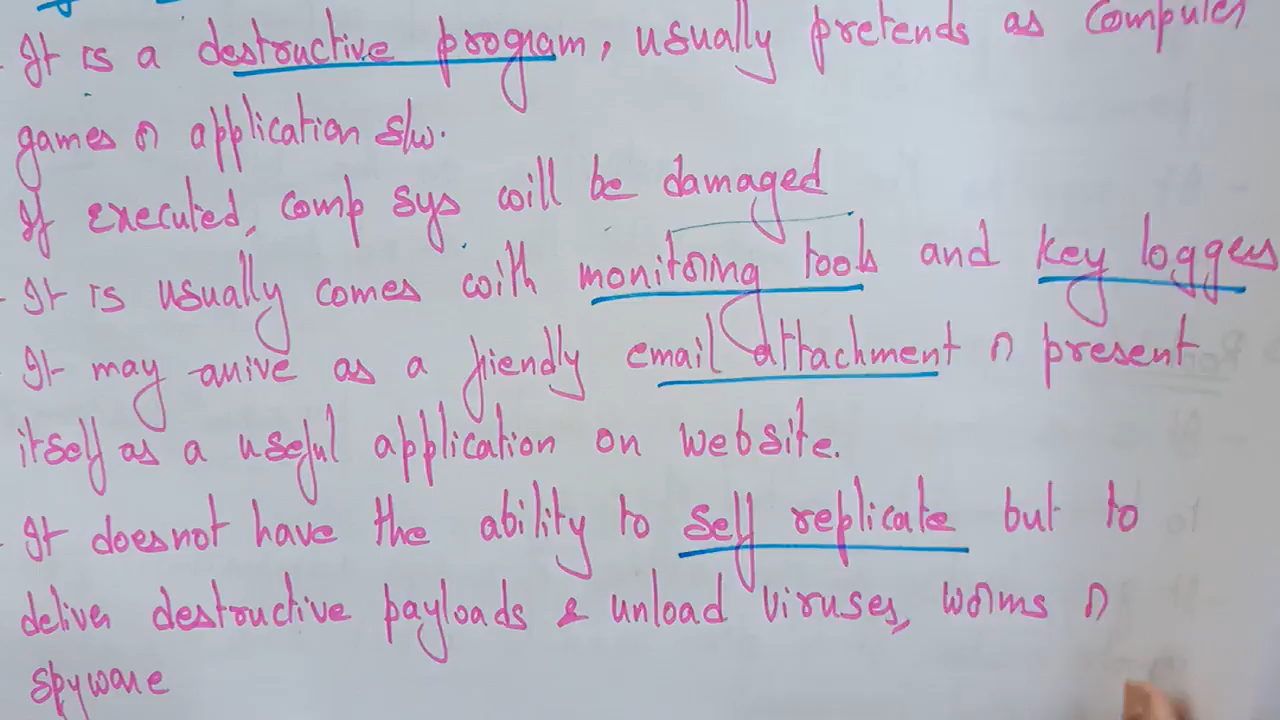 - It is a destructive program, usually pretends as Computer
games or application s/w.
If executed, comp sys will be damaged
- It is usually comes with monitoring tools and key loggers
- It may arrive as a friendly email attachment or present
itself as a useful application on website.
- It doesnot have the ability to self replicate but to
deliver destructive payloads & unload viruses, worms or
spyware